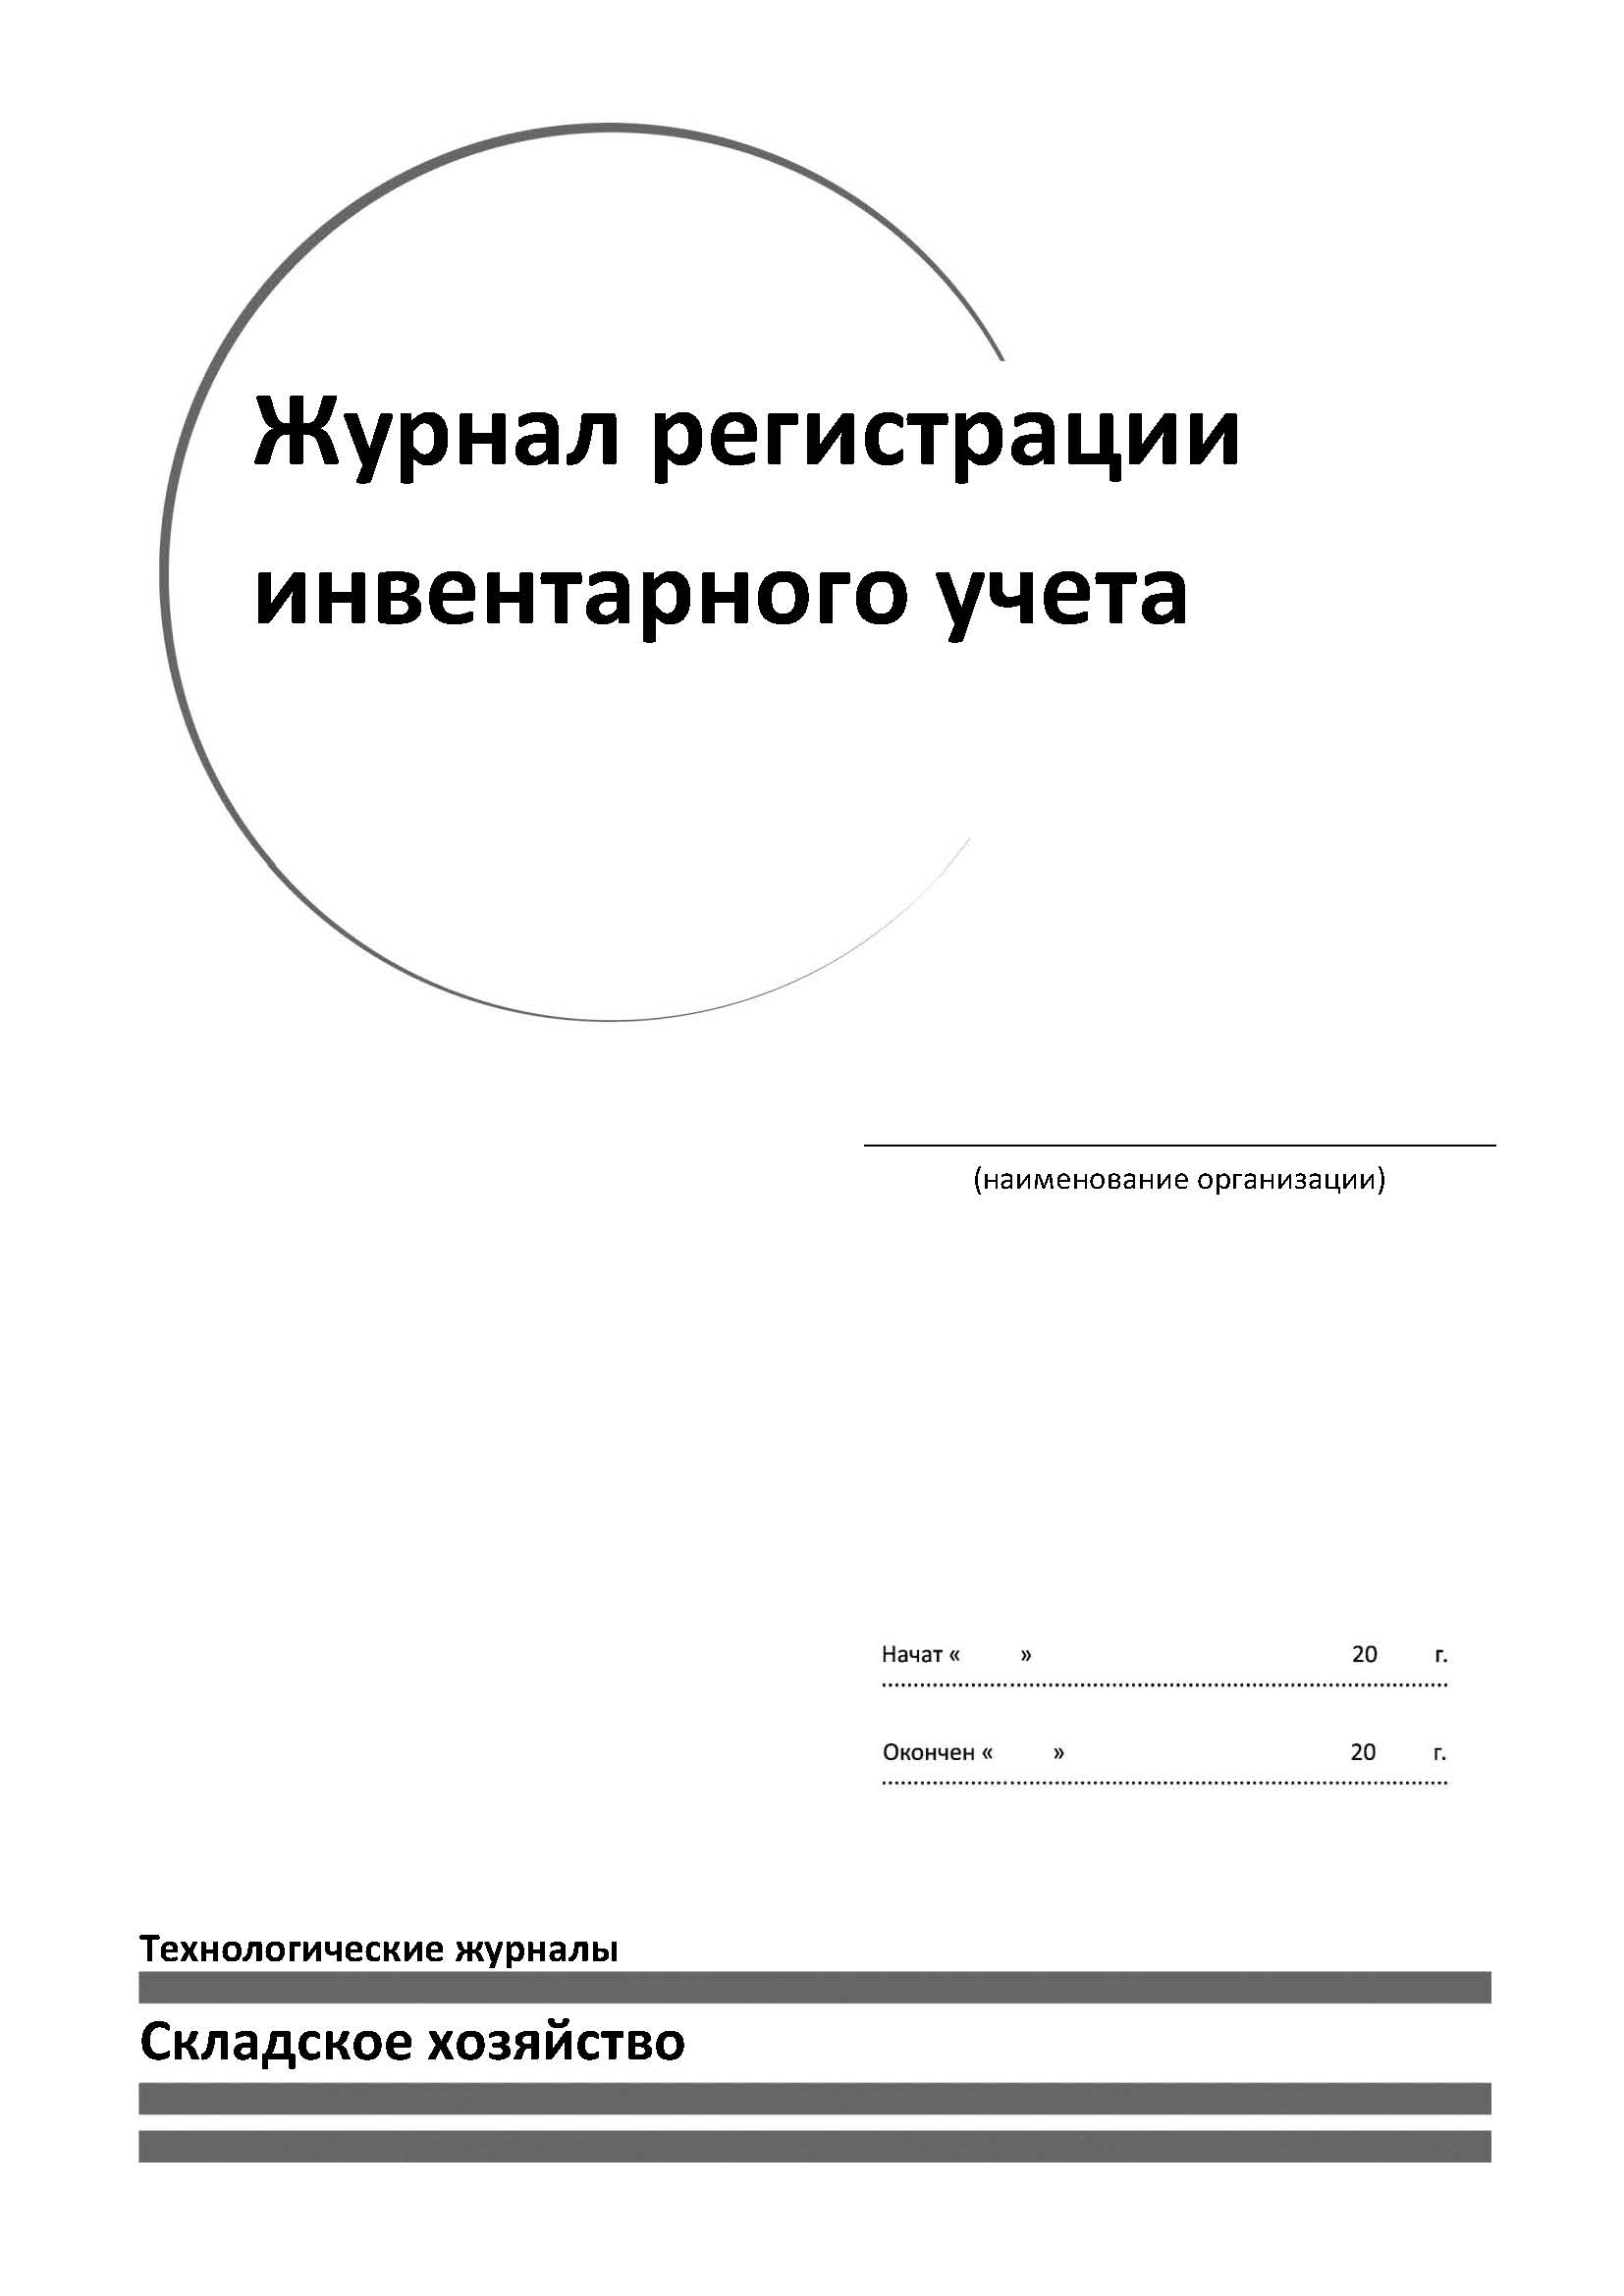 Журнал регистрации
инвентарного учета
(наименование организации)
Начат « » 20 г.
Окончен « » 20 г.
Технологические журналы
Складское хозяйство